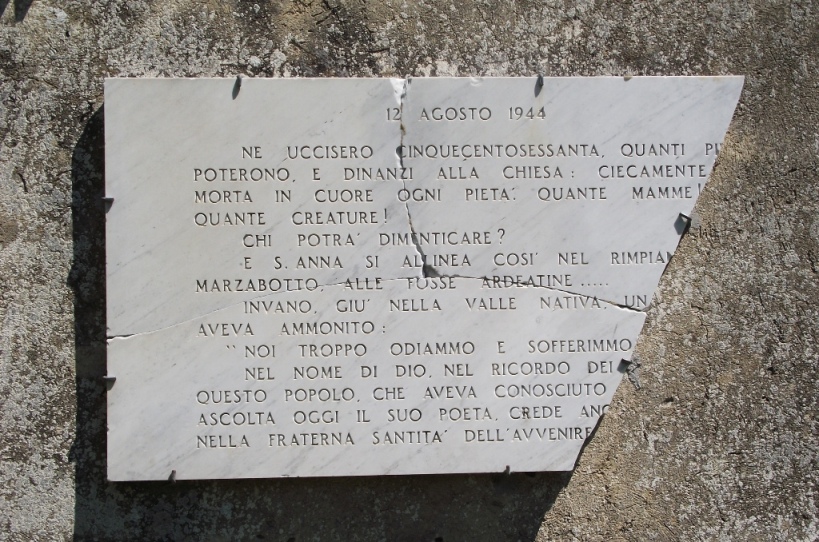 12 AGOSTO 1944
NE UCCISERO CINQUECENTOSESSANTA, QUANTI
POTERONO, E DINANZI ALLA CHIESA: CIECAMENTE
MORTA IN CUORE OGNI PIETA'. QUANTE MAMME!
QUANTE CREATURE!
CHI POTRA' DIMENTICARE?
E S. ANNA SI ALLINEA COSI' NEL RIMPIAN
MARZABOTTO, ALLE FOSSE ARDEATINE.....
INVANO, GIU' NELLA VALLE NATIVA, UN
AVEVA AMMONITO:
"NOI TROPPO ODIAMMO E SOFFERIMMO
NEL NOME DI DIO, NEL RICORDO DEI
QUESTO POPOLO, CHE AVEVA CONOSCIUTO
ASCOLTA OGGI IL SUO POETA, CREDE
NELLA FRATERNA SANTITA' DELL'AVVENIRE